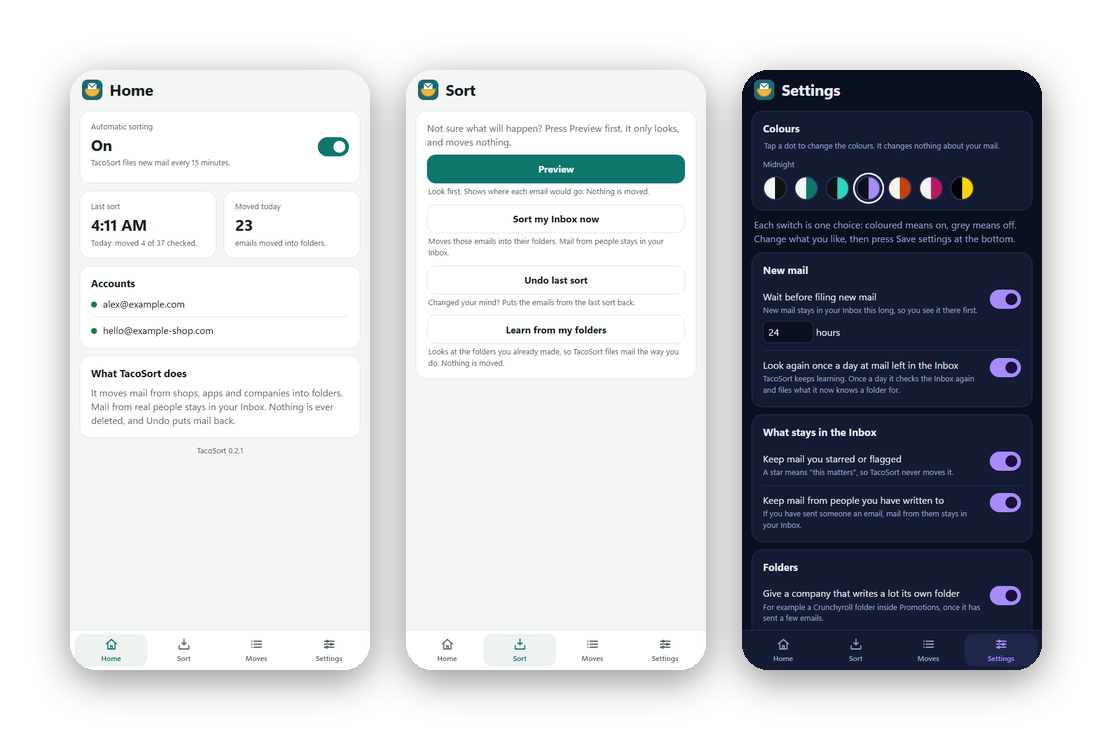 Home
Automatic sorting
On
TacoSort files new mail every 15 minutes.
Last sort
4:11 AM
Today: moved 4 of 37 checked.
Moved today
23
emails moved into folders.
Accounts
alex@example.com
hello@example-shop.com
What TacoSort does
It moves mail from shops, apps and companies into folders.
Mail from real people stays in your Inbox. Nothing is ever
deleted, and Undo puts mail back.
TacoSort 0.2.1
Home
Sort
Moves
Settings
Sort
Not sure what will happen? Press Preview first. It only looks,
and moves nothing.
Preview
Look first. Shows where each email would go. Nothing is moved.
Sort my Inbox now
Moves those emails into their folders. Mail from people stays in your
Inbox.
Undo last sort
Changed your mind? Puts the emails from the last sort back.
Learn from my folders
Looks at the folders you already made, so TacoSort files mail the way you
do. Nothing is moved.
Home
Sort
Moves
Settings
Settings
Colours
Tap a dot to change the colours. It changes nothing about your mail.
Midnight
Each switch is one choice: coloured means on, grey means off.
Change what you like, then press Save settings at the bottom.
New mail
Wait before filing new mail
New mail stays in your Inbox this long, so you see it there first.
24 hours
Look again once a day at mail left in the Inbox
TacoSort keeps learning. Once a day it checks the Inbox again
and files what it now knows a folder for.
What stays in the Inbox
Keep mail you starred or flagged
A star means "this matters", so TacoSort never moves it.
Keep mail from people you have written to
If you have sent someone an email, mail from them stays in
your Inbox.
Folders
Give a company that writes a lot its own folder
For example a Crunchyroll folder inside Promotions, once it has
sent a few emails.
Home
Sort
Moves
Settings